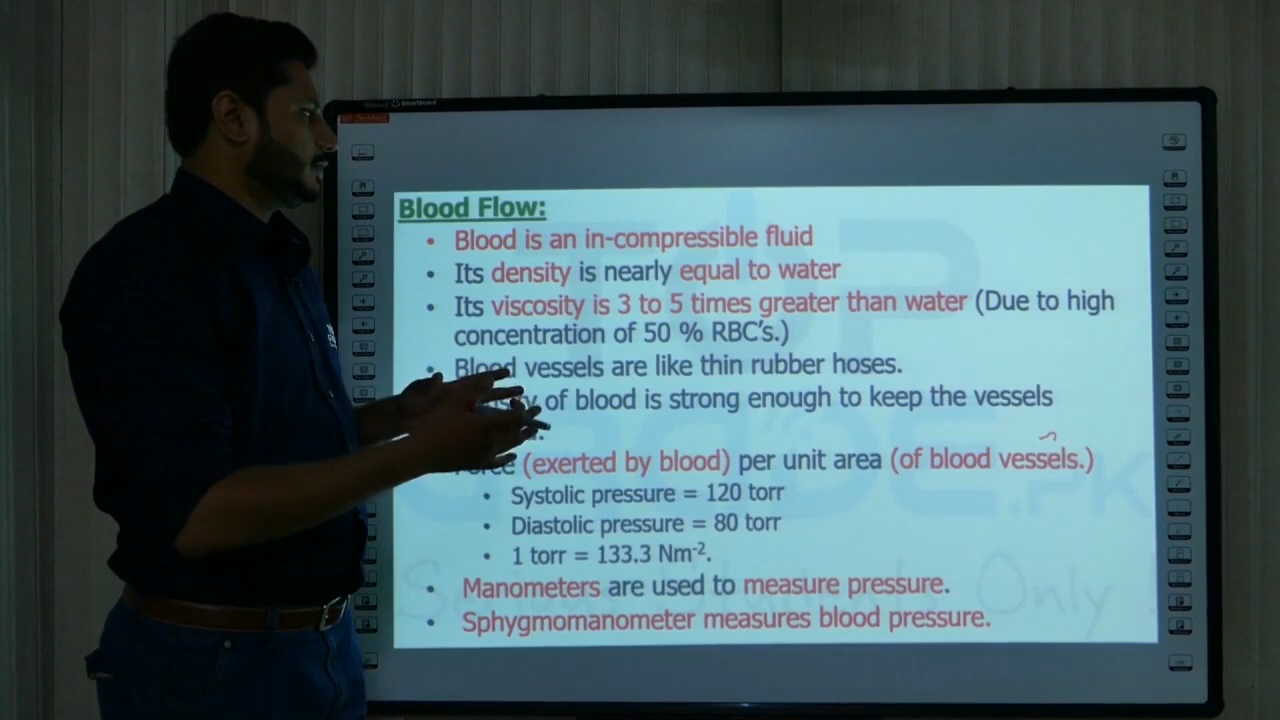 Smartboard
Blood Flow:
• Blood is an in-compressible fluid
• Its density is nearly equal to water
• Its viscosity is 3 to 5 times greater than water (Due to high
concentration of 50 % RBC's.)
• Blood vessels are like thin rubber hoses.
of blood is strong enough to keep the vessels
Force (exerted by blood) per unit area (of blood vessels.)
• Systolic pressure = 120 torr
• Diastolic pressure = 80 torr
• 1 torr = 133.3 Nm-2.
• Manometers are used to measure pressure.
• Sphygmomanometer measures blood pressure.
.PK
Only